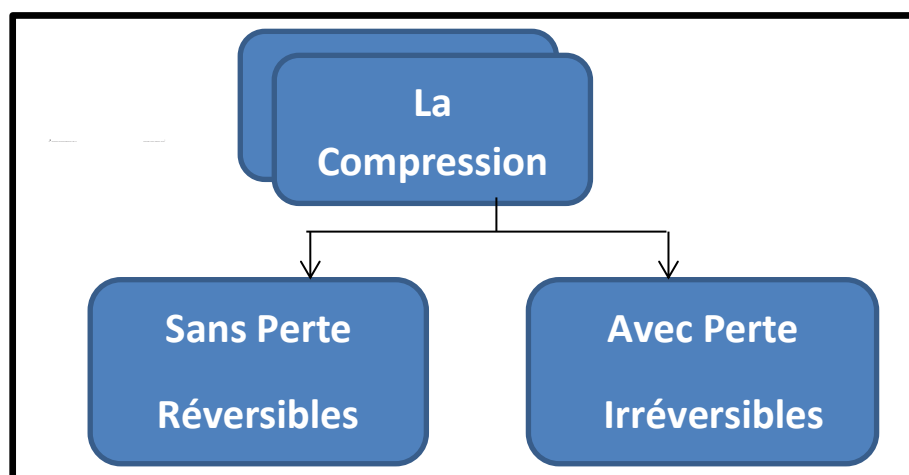 La
Compression
Sans Perte
Réversibles
Avec Perte
Irréversibles